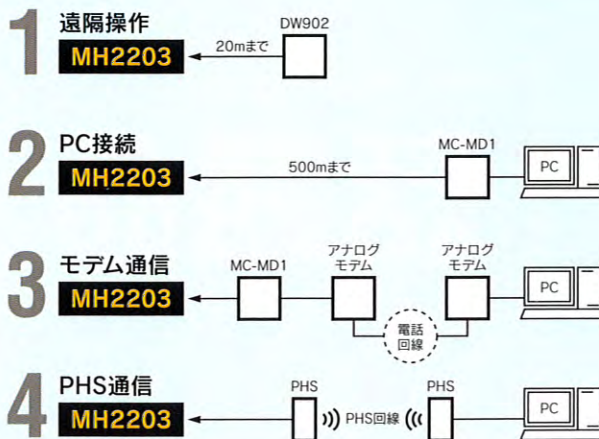 1
遠隔操作
MH2203
20mまで
DW902
2
PC接続
MH2203
500mまで
MC-MD1
PC
3
モデム通信
MH2203
MC-MD1
アナログ
モデム
電話
回線
アナログ
モデム
PC
4
PHS通信
MH2203
PHS
PHS回線
PHS
PC